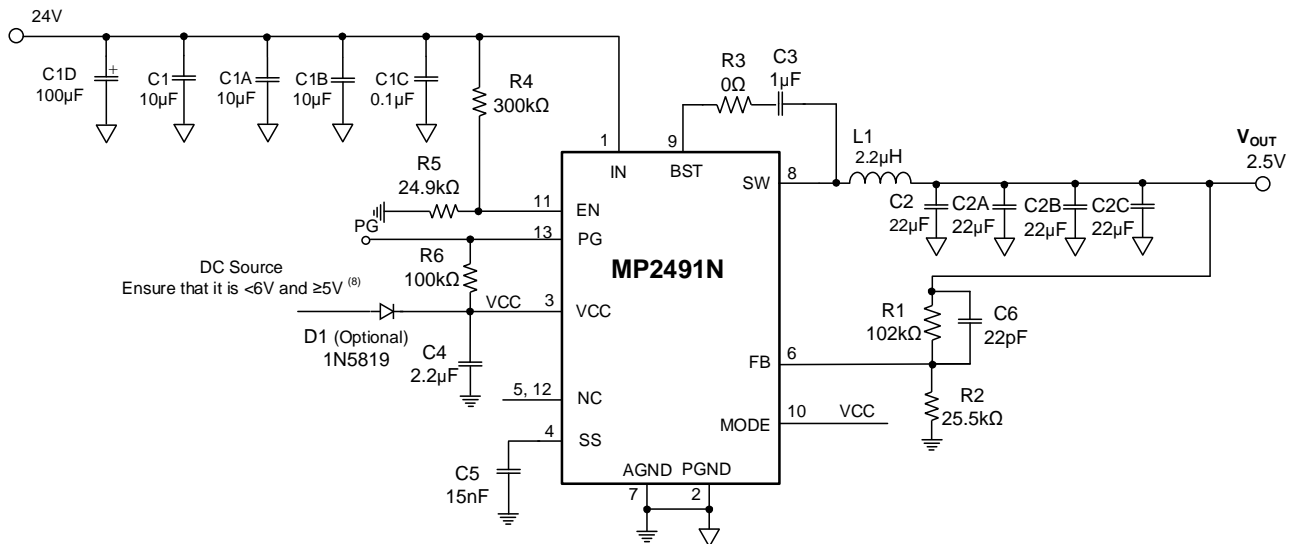 24V
C1D
100µF
+
C1
10µF
C1A
10µF
C1B
10µF
C1C
0.1µF
R4
300kΩ
R3
0Ω
C3
1µF
1
9
IN
BST
SW
8
L1
2.2µH
VOUT
2.5V
C2
22µF
C2A
22µF
C2B
22µF
C2C
22µF
R5
24.9kΩ
11
EN
PG
13
PG
R6
100kΩ
MP2491N
DC Source
Ensure that it is <6V and ≥5V (8)
VCC
3
VCC
D1 (Optional)
1N5819
C4
2.2µF
R1
102kΩ
C6
22pF
FB
6
5, 12
NC
R2
25.5kΩ
MODE
10
VCC
4
SS
C5
15nF
AGND
PGND
7
2